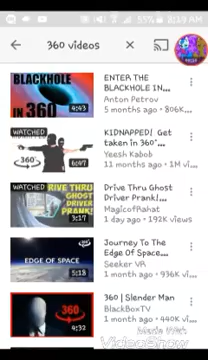 55% 8:19 AM
360 videos
BLACKHOLE
IN 360
4:43
ENTER THE
BLACKHOLE IN...
Anton Petrov
5 months ago • 806K...
WATCHED
360°
6:47
KIDNAPPED! Get
taken in 360°...
Yeesh Kabob
11 months ago • 1M vi...
WATCHED
RIVE THRU GHOST
DRIVER PRANK!
3:17
Drive Thru Ghost
Driver Prank!
MagicofRahat
1 day ago • 192K views
EDGE OF SPACE
5:18
Journey To The
Edge Of Space...
Seeker VR
1 month ago • 936K vi...
360
4:32
360 | Slender Man
BlackBoxTV
1 month ago • 440K vi...
Made With
VideoShow